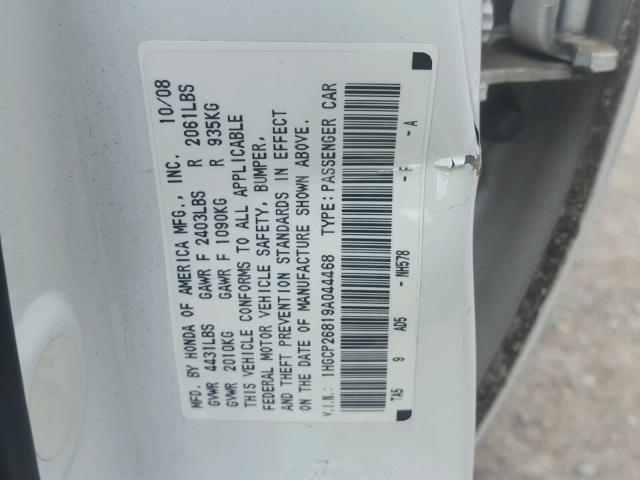 MFD. BY HONDA OF AMERICA MFG., INC. 10/08
GVWR 4431LBS GAWR F 2403LBS R 2061LBS
GVWR 2010KG GAWR F 1090KG R 935KG
THIS VEHICLE CONFORMS TO ALL APPLICABLE
FEDERAL MOTOR VEHICLE SAFETY, BUMPER,
AND THEFT PREVENTION STANDARDS IN EFFECT
ON THE DATE OF MANUFACTURE SHOWN ABOVE.
V.I.N.: 1HGCP26819A044468 TYPE: PASSENGER CAR
TA5 9 AD5 -NH578 -F -A